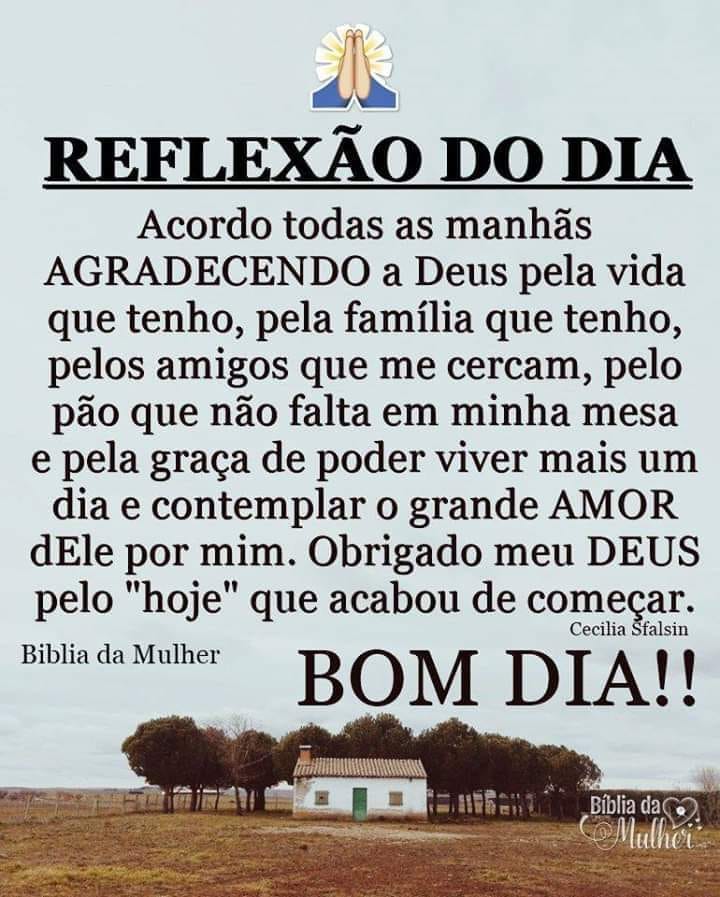 REFLEXÃO DO DIA
Acordo todas as manhãs
AGRADECENDO a Deus pela vida
que tenho, pela família que tenho,
pelos amigos que me cercam, pelo
pão que não falta em minha mesa
e pela graça de poder viver mais um
dia e contemplar o grande AMOR
dEle por mim. Obrigado meu DEUS
pelo "hoje" que acabou de começar.
Cecilia Sfalsin
Biblia da Mulher
BOM DIA!!
Bíblia da
Mulher